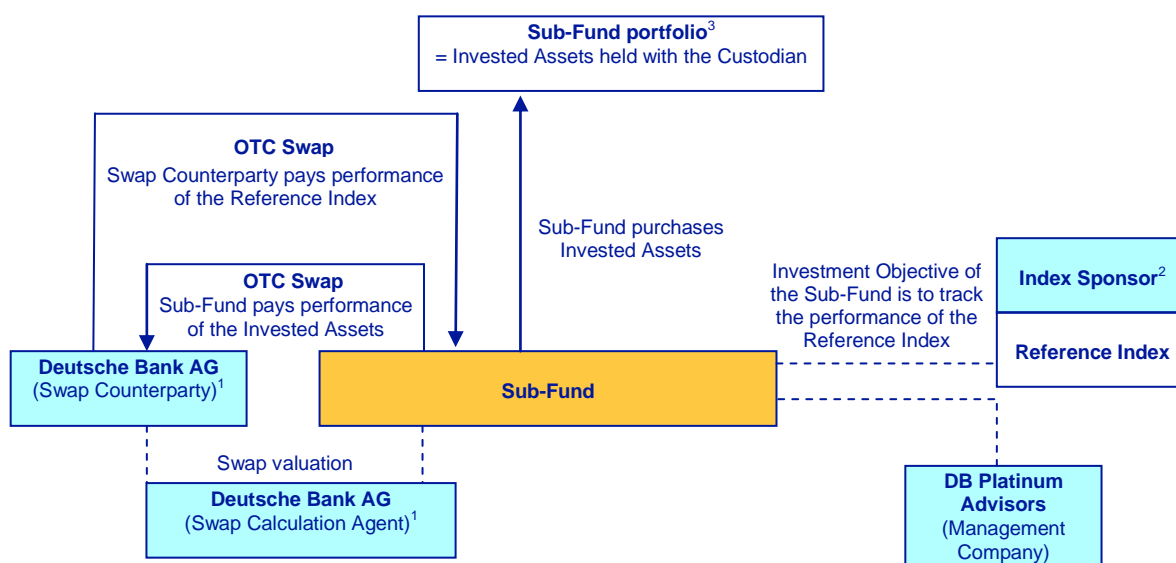 Sub-Fund portfolio3
= Invested Assets held with the Custodian
OTC Swap
Swap Counterparty pays performance
of the Reference Index
Sub-Fund purchases
Invested Assets
OTC Swap
Sub-Fund pays performance
of the Invested Assets
Investment Objective of
the Sub-Fund is to track
the performance of the
Reference Index
Index Sponsor2
Reference Index
Deutsche Bank AG
(Swap Counterparty)1
Sub-Fund
Swap valuation
Deutsche Bank AG
(Swap Calculation Agent)1
DB Platinum
Advisors
(Management
Company)